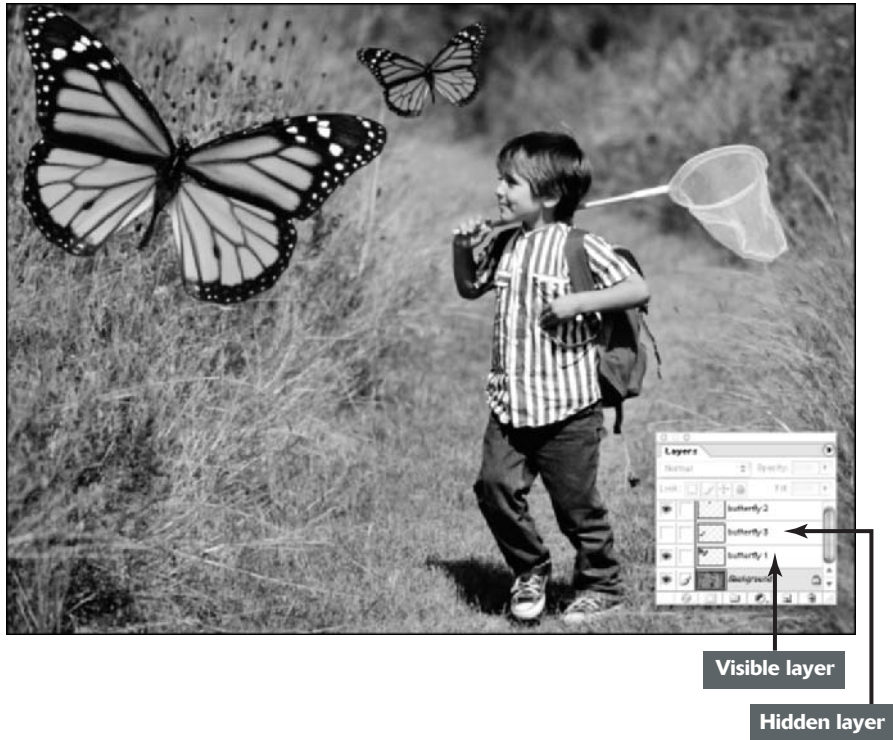 Layers
Normal Opacity:
Lock: Fill:
butterfly 2
butterfly 3
butterfly 1
Background
Visible layer
Hidden layer